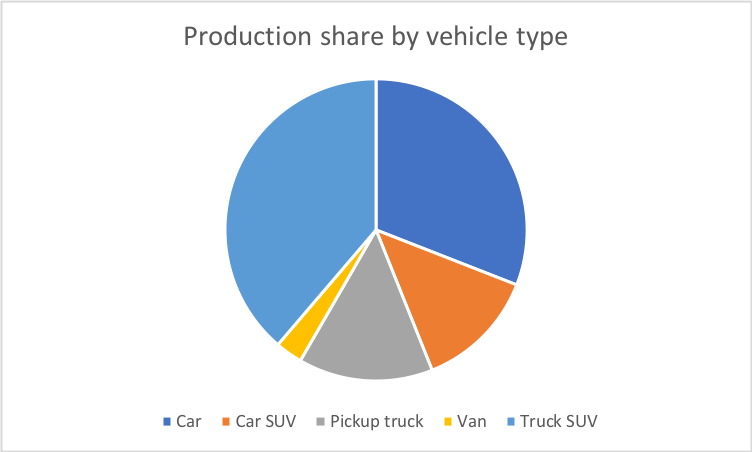 Production share by vehicle type
Car Car SUV Pickup truck Van Truck SUV